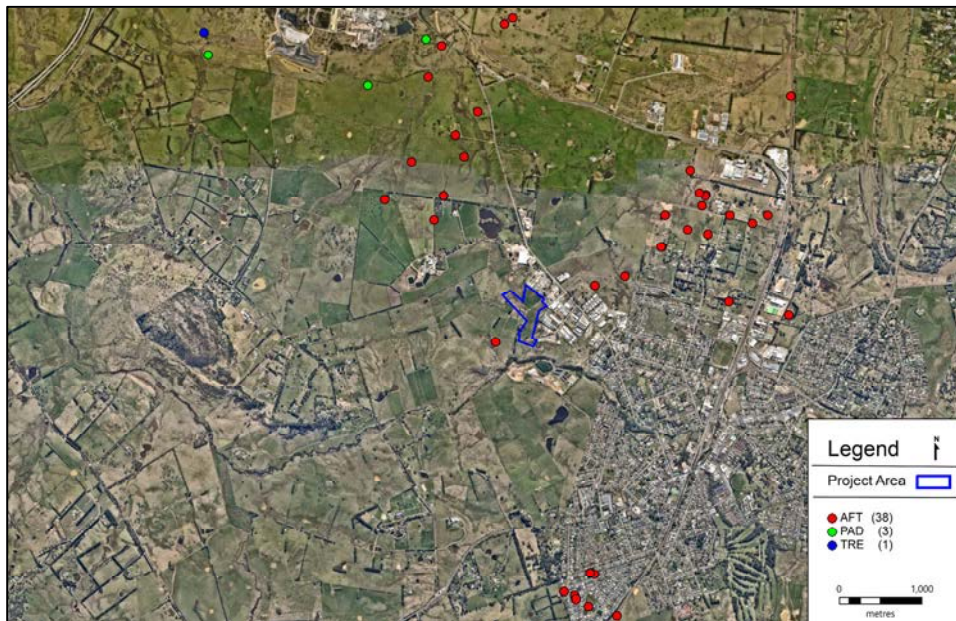 Legend N
Project Area
AFT (38)
PAD (3)
TRE (1)
0 1,000
metres